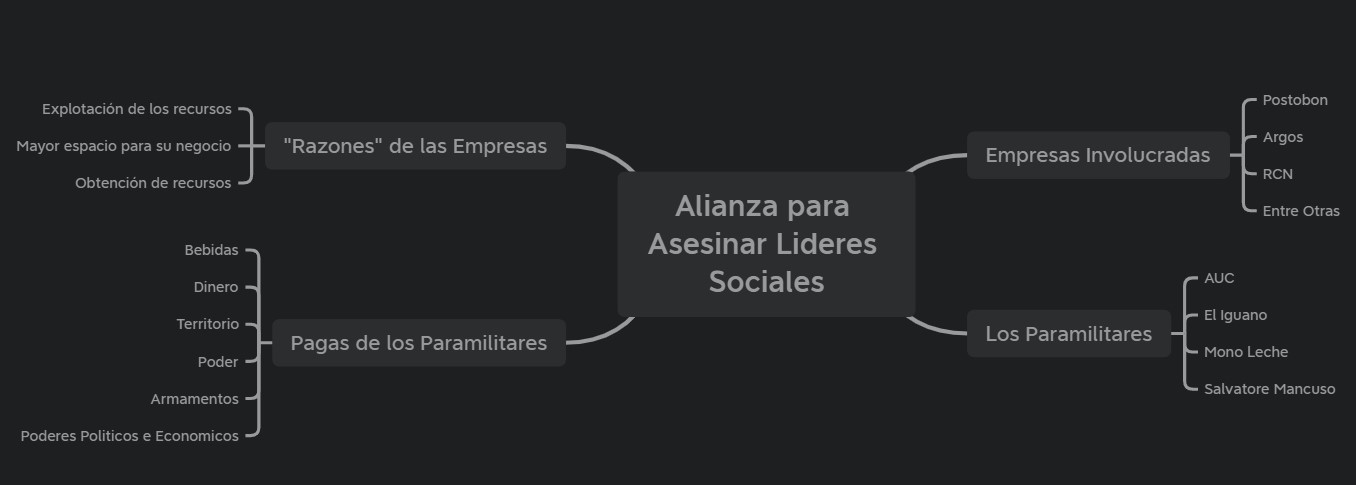 Alianza para
Asesinar Lideres
Sociales
"Razones" de las Empresas
Explotación de los recursos
Mayor espacio para su negocio
Obtención de recursos
Pagas de los Paramilitares
Bebidas
Dinero
Territorio
Poder
Armamentos
Poderes Politicos e Economicos
Empresas Involucradas
Postobon
Argos
RCN
Entre Otras
Los Paramilitares
AUC
El Iguano
Mono Leche
Salvatore Mancuso